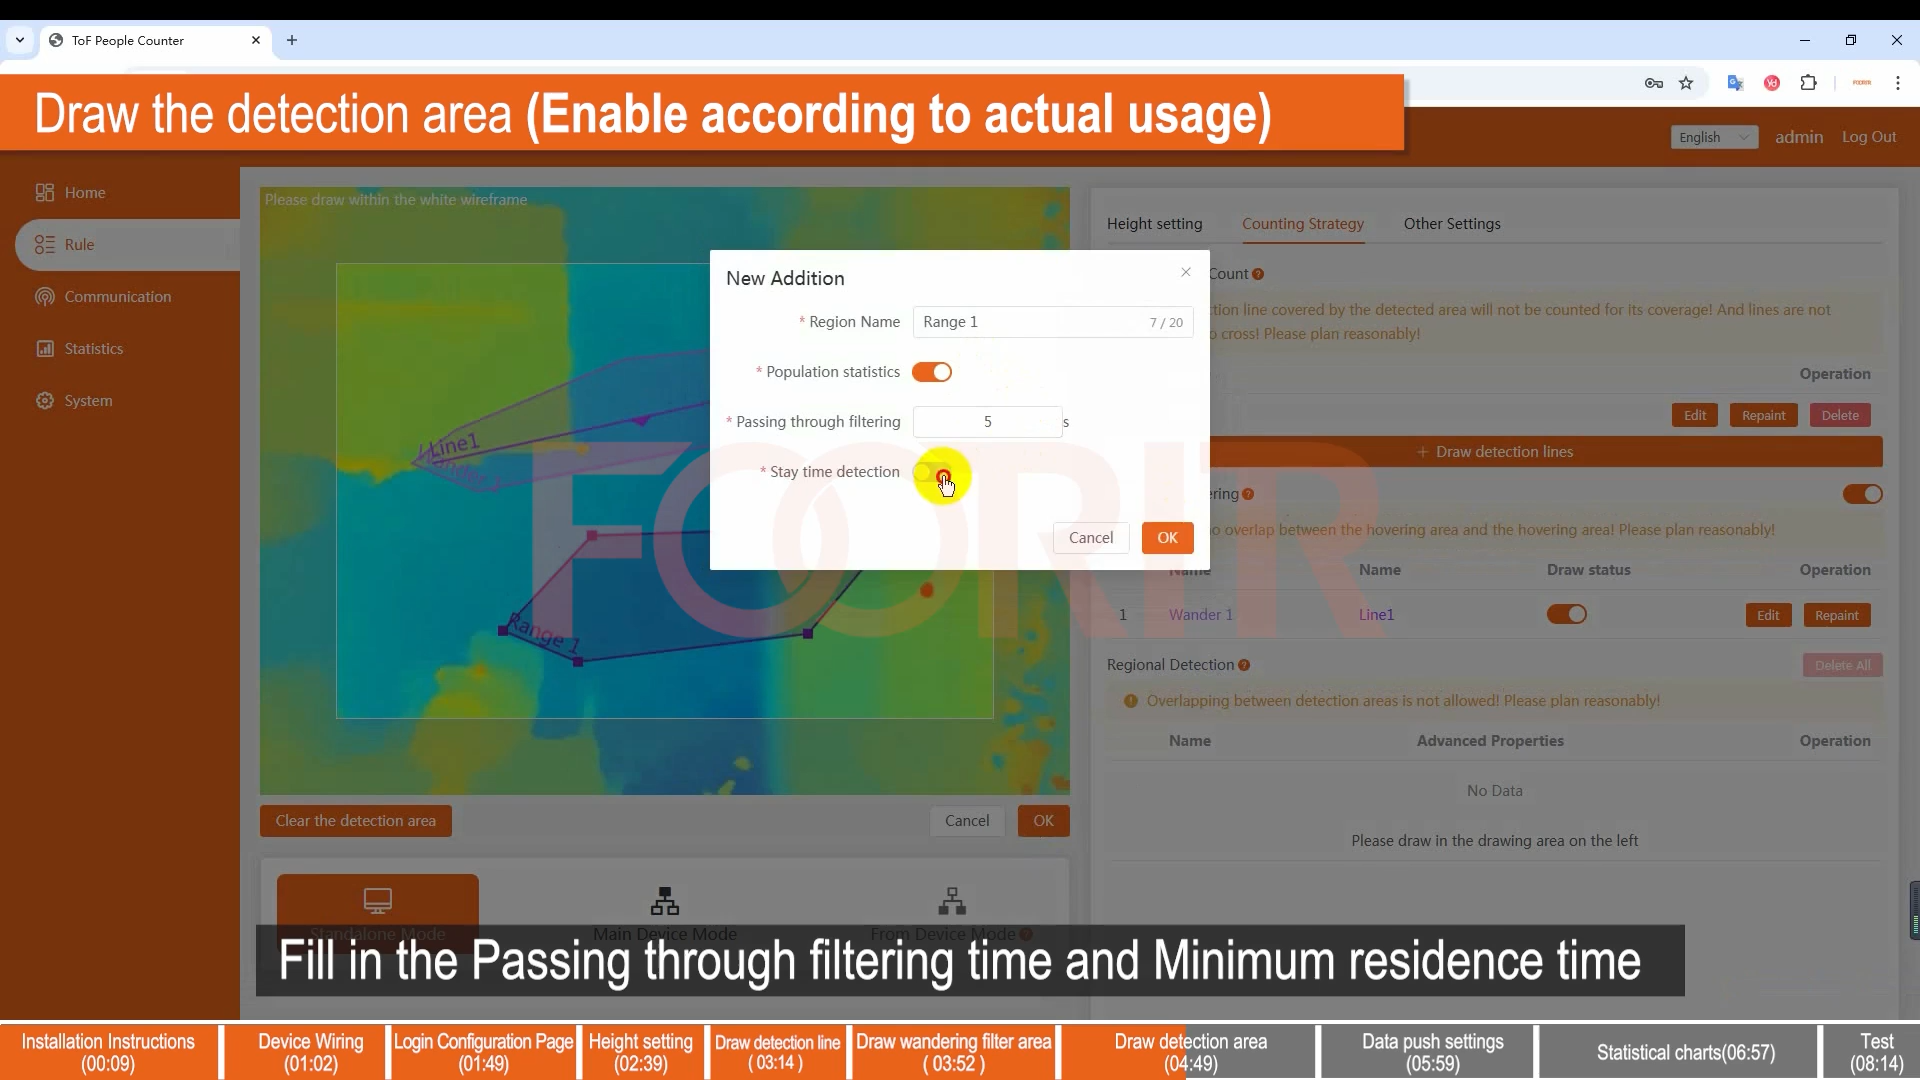 ToF People Counter
Draw the detection area (Enable according to actual usage)
English
admin
Log Out
Home
Rule
Communication
Statistics
System
Please draw within the white wireframe
Line1
Wander 1
Range 1
Clear the detection area
Cancel
OK
Standalone Mode
Main Device Mode
From Device Mode
New Addition
* Region Name
Range 1
7 / 20
* Population statistics
* Passing through filtering
5
s
* Stay time detection
Cancel
OK
FOORIR
Height setting
Counting Strategy
Other Settings
Count
tion line covered by the detected area will not be counted for its coverage! And lines are not
o cross! Please plan reasonably!
Operation
Edit
Repaint
Delete
+ Draw detection lines
ering
o overlap between the hovering area and the hovering area! Please plan reasonably!
Name
Name
Draw status
Operation
1
Wander 1
Line1
Edit
Repaint
Regional Detection
Delete All
Overlapping between detection areas is not allowed! Please plan reasonably!
Name
Advanced Properties
Operation
No Data
Please draw in the drawing area on the left
Fill in the Passing through filtering time and Minimum residence time
Installation Instructions
(00:09)
Device Wiring
(01:02)
Login Configuration Page
(01:49)
Height setting
(02:39)
Draw detection line
( 03:14 )
Draw wandering filter area
( 03:52 )
Draw detection area
(04:49)
Data push settings
(05:59)
Statistical charts(06:57)
Test
(08:14)